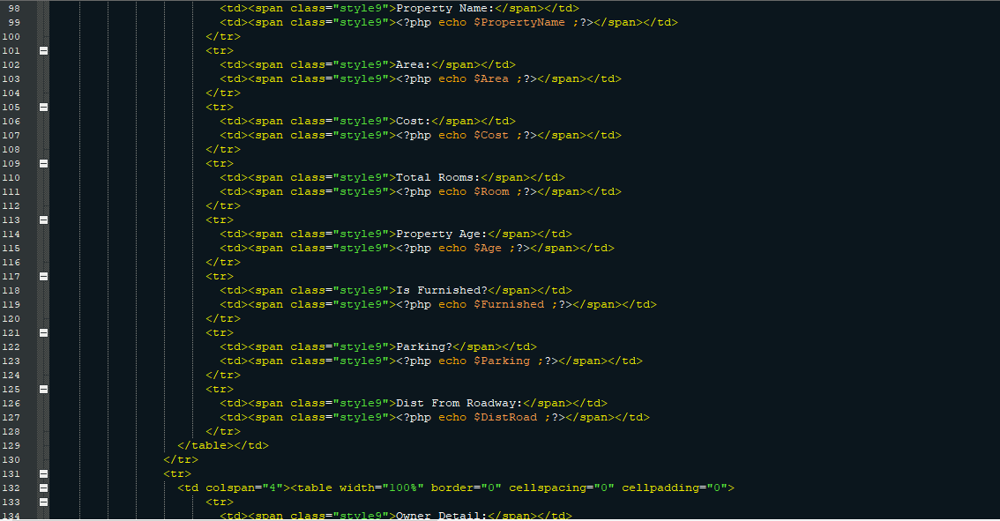 98 <td><span class="style9">Property Name:</span></td>
99 <td><span class="style9"><?php echo $PropertyName ;?></span></td>
100 </tr>
101 <tr>
102 <td><span class="style9">Area:</span></td>
103 <td><span class="style9"><?php echo $Area ;?></span></td>
104 </tr>
105 <tr>
106 <td><span class="style9">Cost:</span></td>
107 <td><span class="style9"><?php echo $Cost ;?></span></td>
108 </tr>
109 <tr>
110 <td><span class="style9">Total Rooms:</span></td>
111 <td><span class="style9"><?php echo $Room ;?></span></td>
112 </tr>
113 <tr>
114 <td><span class="style9">Property Age:</span></td>
115 <td><span class="style9"><?php echo $Age ;?></span></td>
116 </tr>
117 <tr>
118 <td><span class="style9">Is Furnished?</span></td>
119 <td><span class="style9"><?php echo $Furnished ;?></span></td>
120 </tr>
121 <tr>
122 <td><span class="style9">Parking?</span></td>
123 <td><span class="style9"><?php echo $Parking ;?></span></td>
124 </tr>
125 <tr>
126 <td><span class="style9">Dist From Roadway:</span></td>
127 <td><span class="style9"><?php echo $DistRoad ;?></span></td>
128 </tr>
129 </table></td>
130 </tr>
131 <tr>
132 <td colspan="4"><table width="100%" border="0" cellspacing="0" cellpadding="0">
133 <tr>
134 <td><span class="style9">Owner Detail:</span></td>